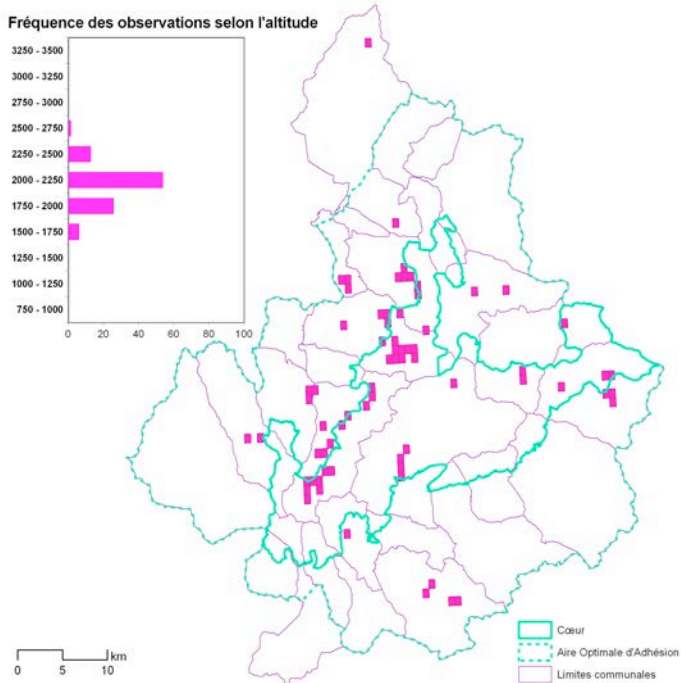 Fréquence des observations selon l'altitude
3250 - 3500
3000 - 3250
2750 - 3000
2500 - 2750
2250 - 2500
2000 - 2250
1750 - 2000
1500 - 1750
1250 - 1500
1000 - 1250
750 - 1000
0 20 40 60 80 100
0 5 10 km
Cœur
Aire Optimale d'Adhésion
Limites communales